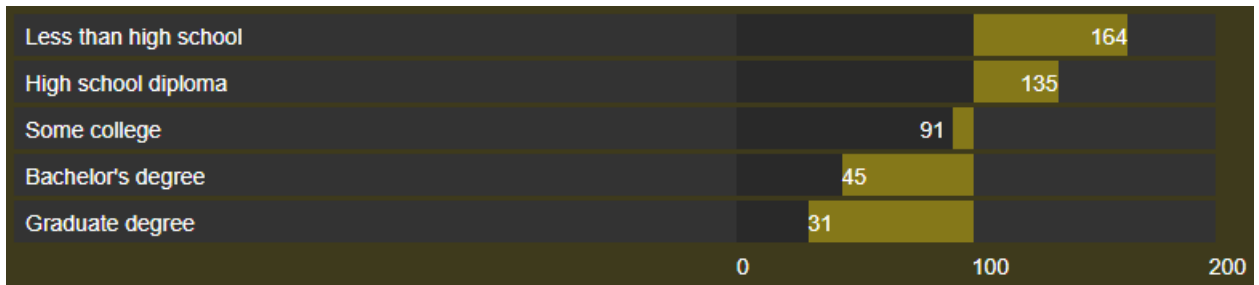 Less than high school 164
High school diploma 135
Some college 91
Bachelor's degree 45
Graduate degree 31
0 100 200